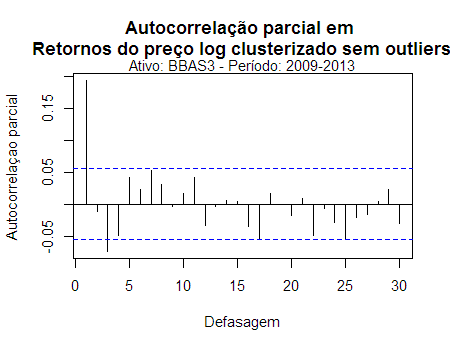 Autocorrelação parcial em
Retornos do preço log clusterizado sem outliers
Ativo: BBAS3 - Período: 2009-2013
Autocorrelaçao parcial
0.15
0.05
-0.05
0 5 10 15 20 25 30
Defasagem